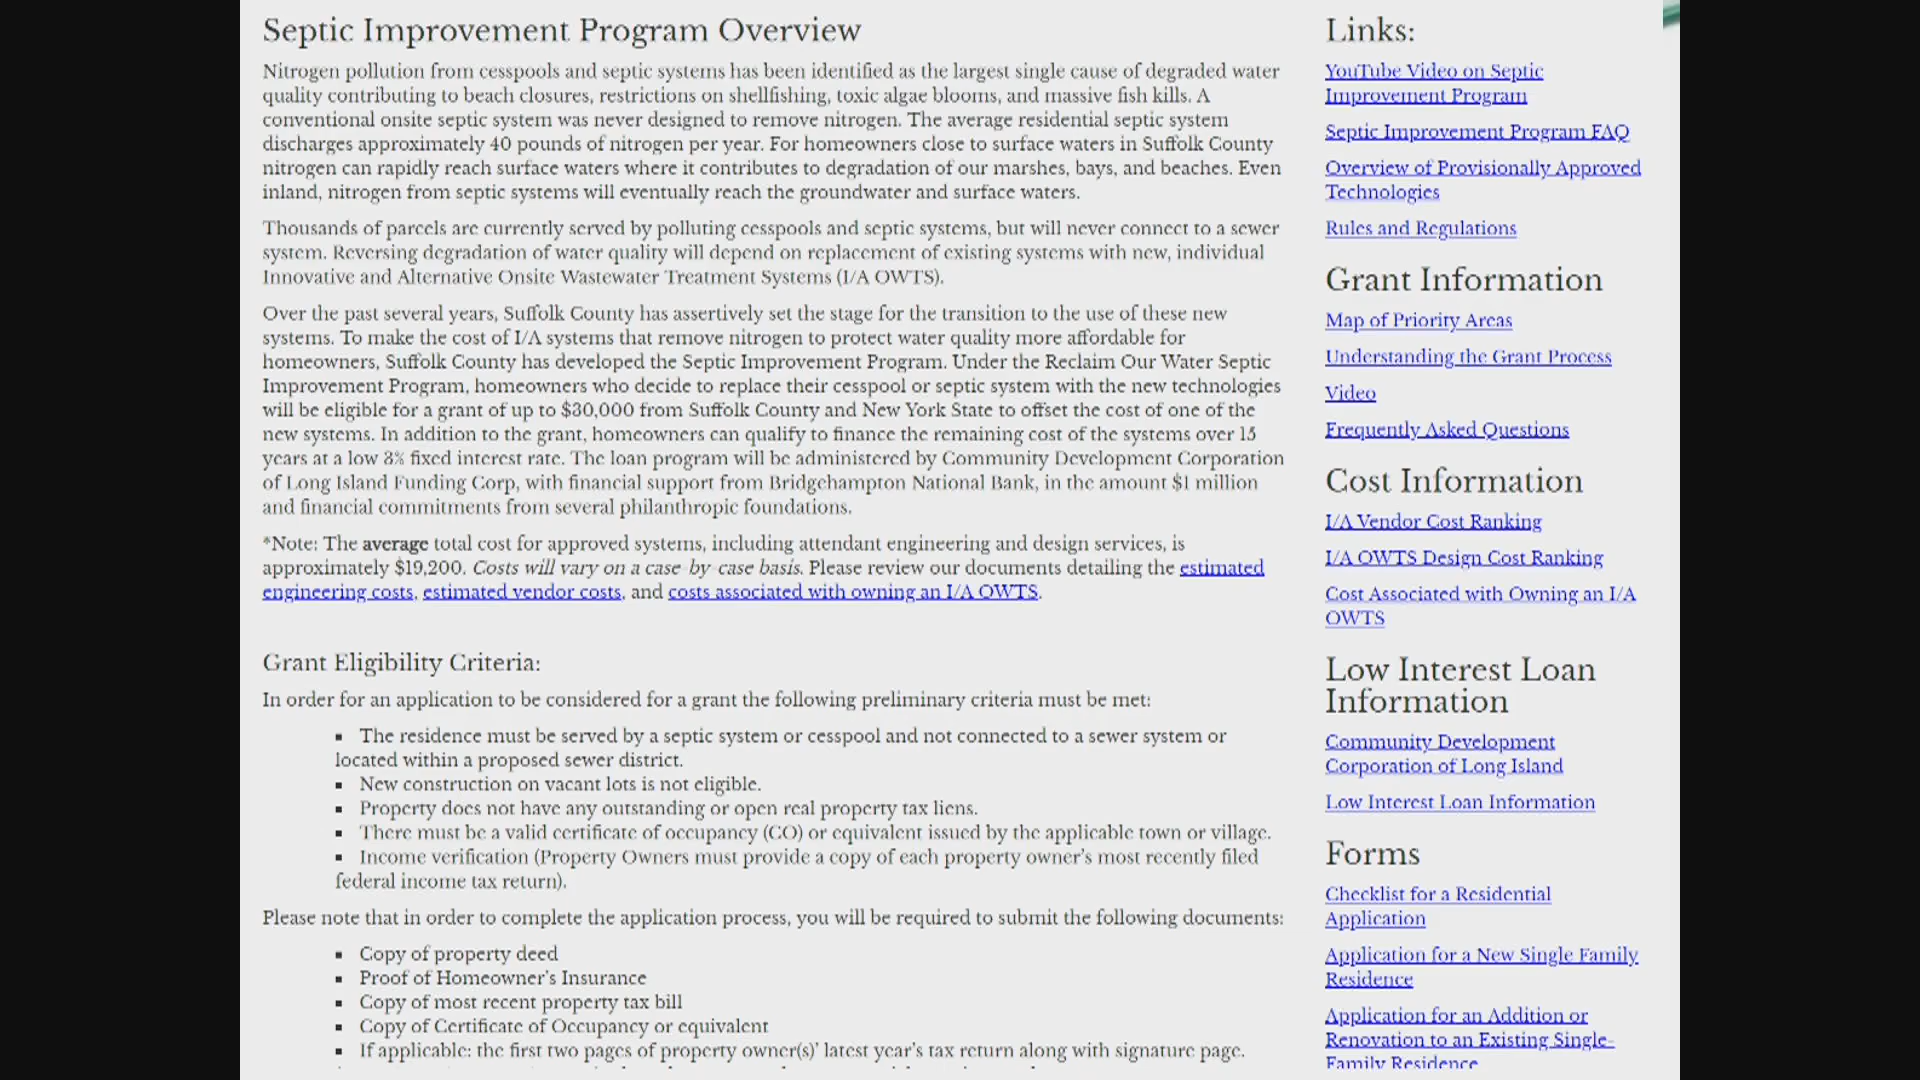 Septic Improvement Program Overview
Nitrogen pollution from cesspools and septic systems has been identified as the largest single cause of degraded water
quality contributing to beach closures, restrictions on shellfishing, toxic algae blooms, and massive fish kills. A
conventional onsite septic system was never designed to remove nitrogen. The average residential septic system
discharges approximately 40 pounds of nitrogen per year. For homeowners close to surface waters in Suffolk County
nitrogen can rapidly reach surface waters where it contributes to degradation of our marshes, bays, and beaches. Even
inland, nitrogen from septic systems will eventually reach the groundwater and surface waters.
Thousands of parcels are currently served by polluting cesspools and septic systems, but will never connect to a sewer
system. Reversing degradation of water quality will depend on replacement of existing systems with new, individual
Innovative and Alternative Onsite Wastewater Treatment Systems (I/A OWTS).
Over the past several years, Suffolk County has assertively set the stage for the transition to the use of these new
systems. To make the cost of I/A systems that remove nitrogen to protect water quality more affordable for
homeowners, Suffolk County has developed the Septic Improvement Program. Under the Reclaim Our Water Septic
Improvement Program, homeowners who decide to replace their cesspool or septic system with the new technologies
will be eligible for a grant of up to $30,000 from Suffolk County and New York State to offset the cost of one of the
new systems. In addition to the grant, homeowners can qualify to finance the remaining cost of the systems over 15
years at a low 3% fixed interest rate. The loan program will be administered by Community Development Corporation
of Long Island Funding Corp, with financial support from Bridgehampton National Bank, in the amount $1 million
and financial commitments from several philanthropic foundations.
*Note: The average total cost for approved systems, including attendant engineering and design services, is
approximately $19,200. Costs will vary on a case-by-case basis. Please review our documents detailing the estimated
engineering costs, estimated vendor costs, and costs associated with owning an I/A OWTS.
Grant Eligibility Criteria:
In order for an application to be considered for a grant the following preliminary criteria must be met:
▪ The residence must be served by a septic system or cesspool and not connected to a sewer system or
located within a proposed sewer district.
▪ New construction on vacant lots is not eligible.
▪ Property does not have any outstanding or open real property tax liens.
▪ There must be a valid certificate of occupancy (CO) or equivalent issued by the applicable town or village.
▪ Income verification (Property Owners must provide a copy of each property owner's most recently filed
federal income tax return).
Please note that in order to complete the application process, you will be required to submit the following documents:
▪ Copy of property deed
▪ Proof of Homeowner's Insurance
▪ Copy of most recent property tax bill
▪ Copy of Certificate of Occupancy or equivalent
▪ If applicable: the first two pages of property owner(s)' latest year's tax return along with signature page.
Links:
YouTube Video on Septic
Improvement Program
Septic Improvement Program FAQ
Overview of Provisionally Approved
Technologies
Rules and Regulations
Grant Information
Map of Priority Areas
Understanding the Grant Process
Video
Frequently Asked Questions
Cost Information
I/A Vendor Cost Ranking
I/A OWTS Design Cost Ranking
Cost Associated with Owning an I/A
OWTS
Low Interest Loan
Information
Community Development
Corporation of Long Island
Low Interest Loan Information
Forms
Checklist for a Residential
Application
Application for a New Single Family
Residence
Application for an Addition or
Renovation to an Existing Single-
Family Residence